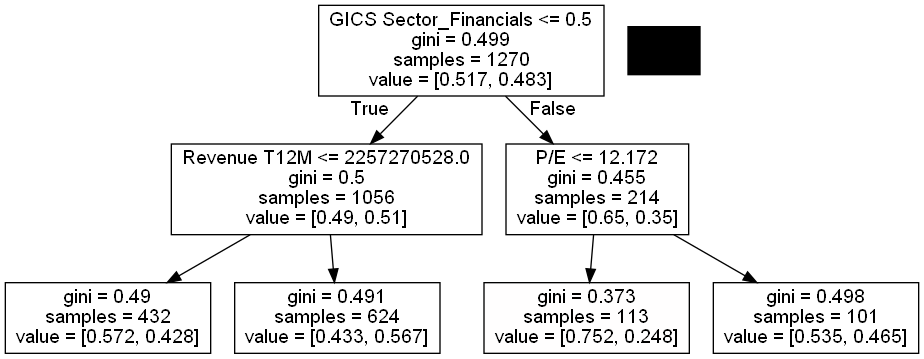 GICS Sector_Financials <= 0.5
gini = 0.499
samples = 1270
value = [0.517, 0.483]
True
False
Revenue T12M <= 2257270528.0
gini = 0.5
samples = 1056
value = [0.49, 0.51]
P/E <= 12.172
gini = 0.455
samples = 214
value = [0.65, 0.35]
gini = 0.49
samples = 432
value = [0.572, 0.428]
gini = 0.491
samples = 624
value = [0.433, 0.567]
gini = 0.373
samples = 113
value = [0.752, 0.248]
gini = 0.498
samples = 101
value = [0.535, 0.465]